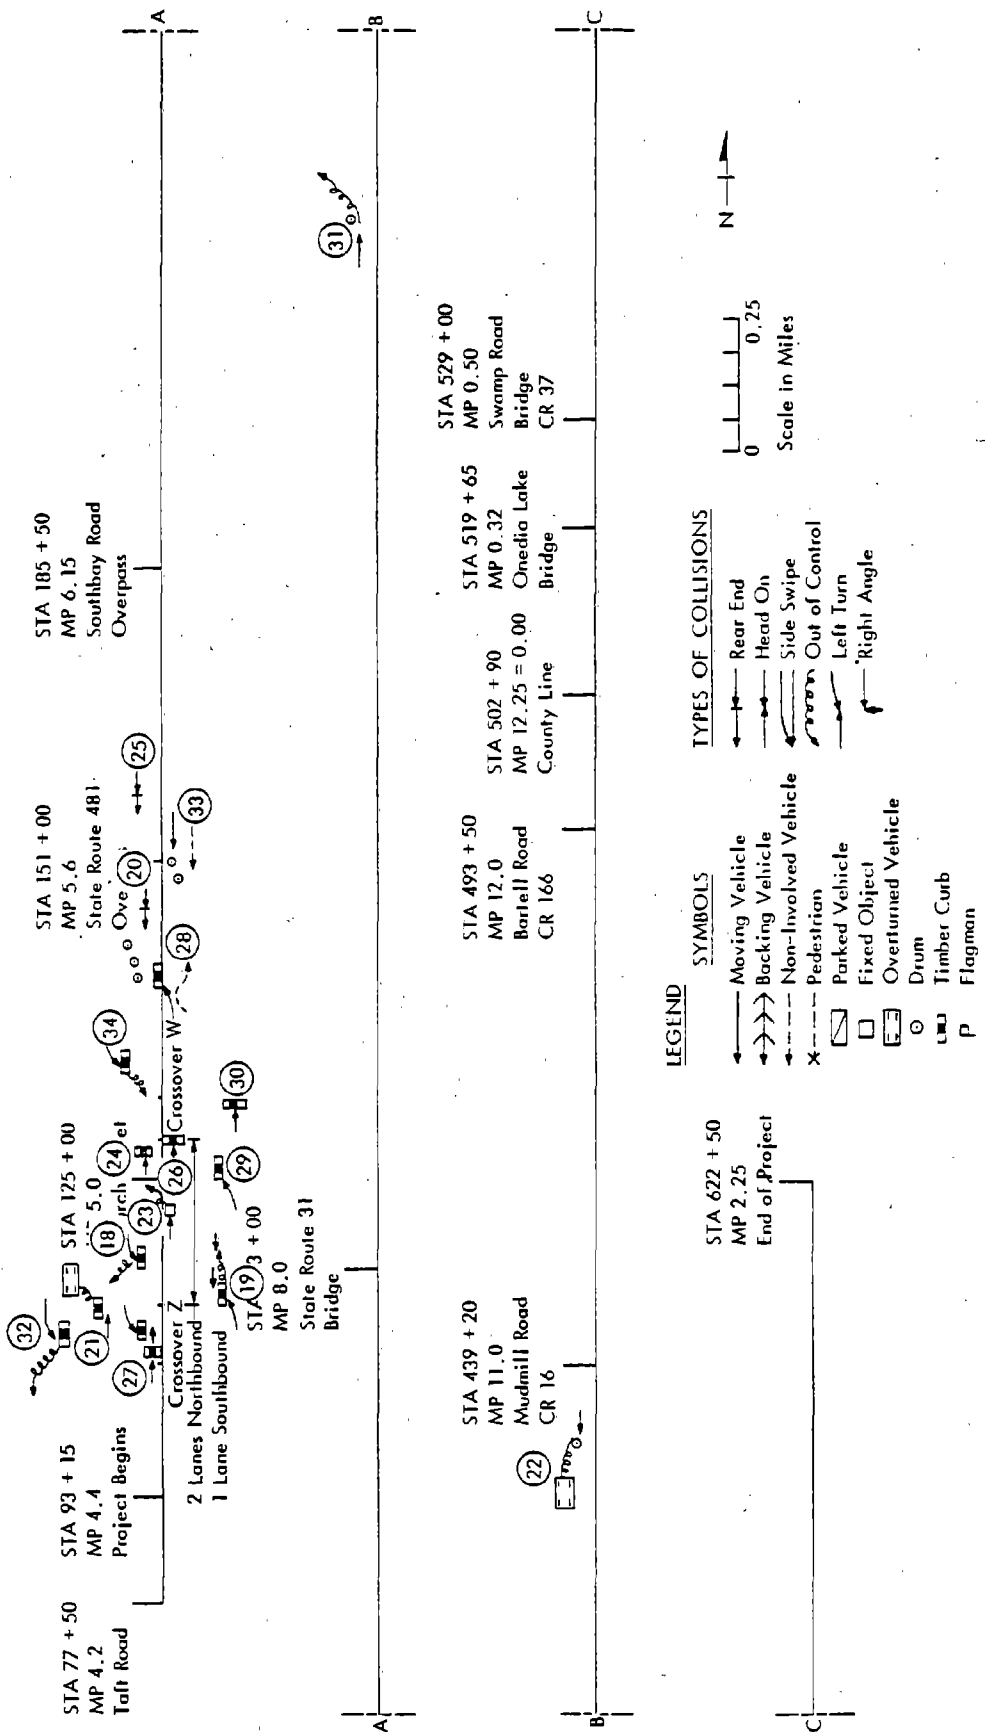 STA 77 + 50
MP 4.2
Taft Road
STA 93 + 15
MP 4.4
Project Begins
STA 125 + 00
5.0
rch
et
STA 151 + 00
MP 5.6
State Route 481
Ove
STA 185 + 50
MP 6.15
Southbay Road
Overpass
A
32
21
27
18
23
24
26
34
28
20
25
33
30
29
19
Crossover Z
Crossover W
2 Lanes Northbound
1 Lane Southbound
A
STA
3 + 00
MP 8.0
State Route 31
Bridge
31
B
B
22
STA 439 + 20
MP 11.0
Mudmill Road
CR 16
STA 493 + 50
MP 12.0
Bartell Road
CR 166
STA 502 + 90
MP 12.25 = 0.00
County Line
STA 519 + 65
MP 0.32
Onedia Lake
Bridge
STA 529 + 00
MP 0.50
Swamp Road
Bridge
CR 37
C
C
STA 622 + 50
MP 2.25
End of Project
LEGEND
SYMBOLS
Moving Vehicle
Backing Vehicle
Non-Involved Vehicle
Pedestrian
Parked Vehicle
Fixed Object
Overturned Vehicle
Drum
Timber Curb
P Flagman
TYPES OF COLLISIONS
Rear End
Head On
Side Swipe
Out of Control
Left Turn
Right Angle
0 0.25
Scale in Miles
N